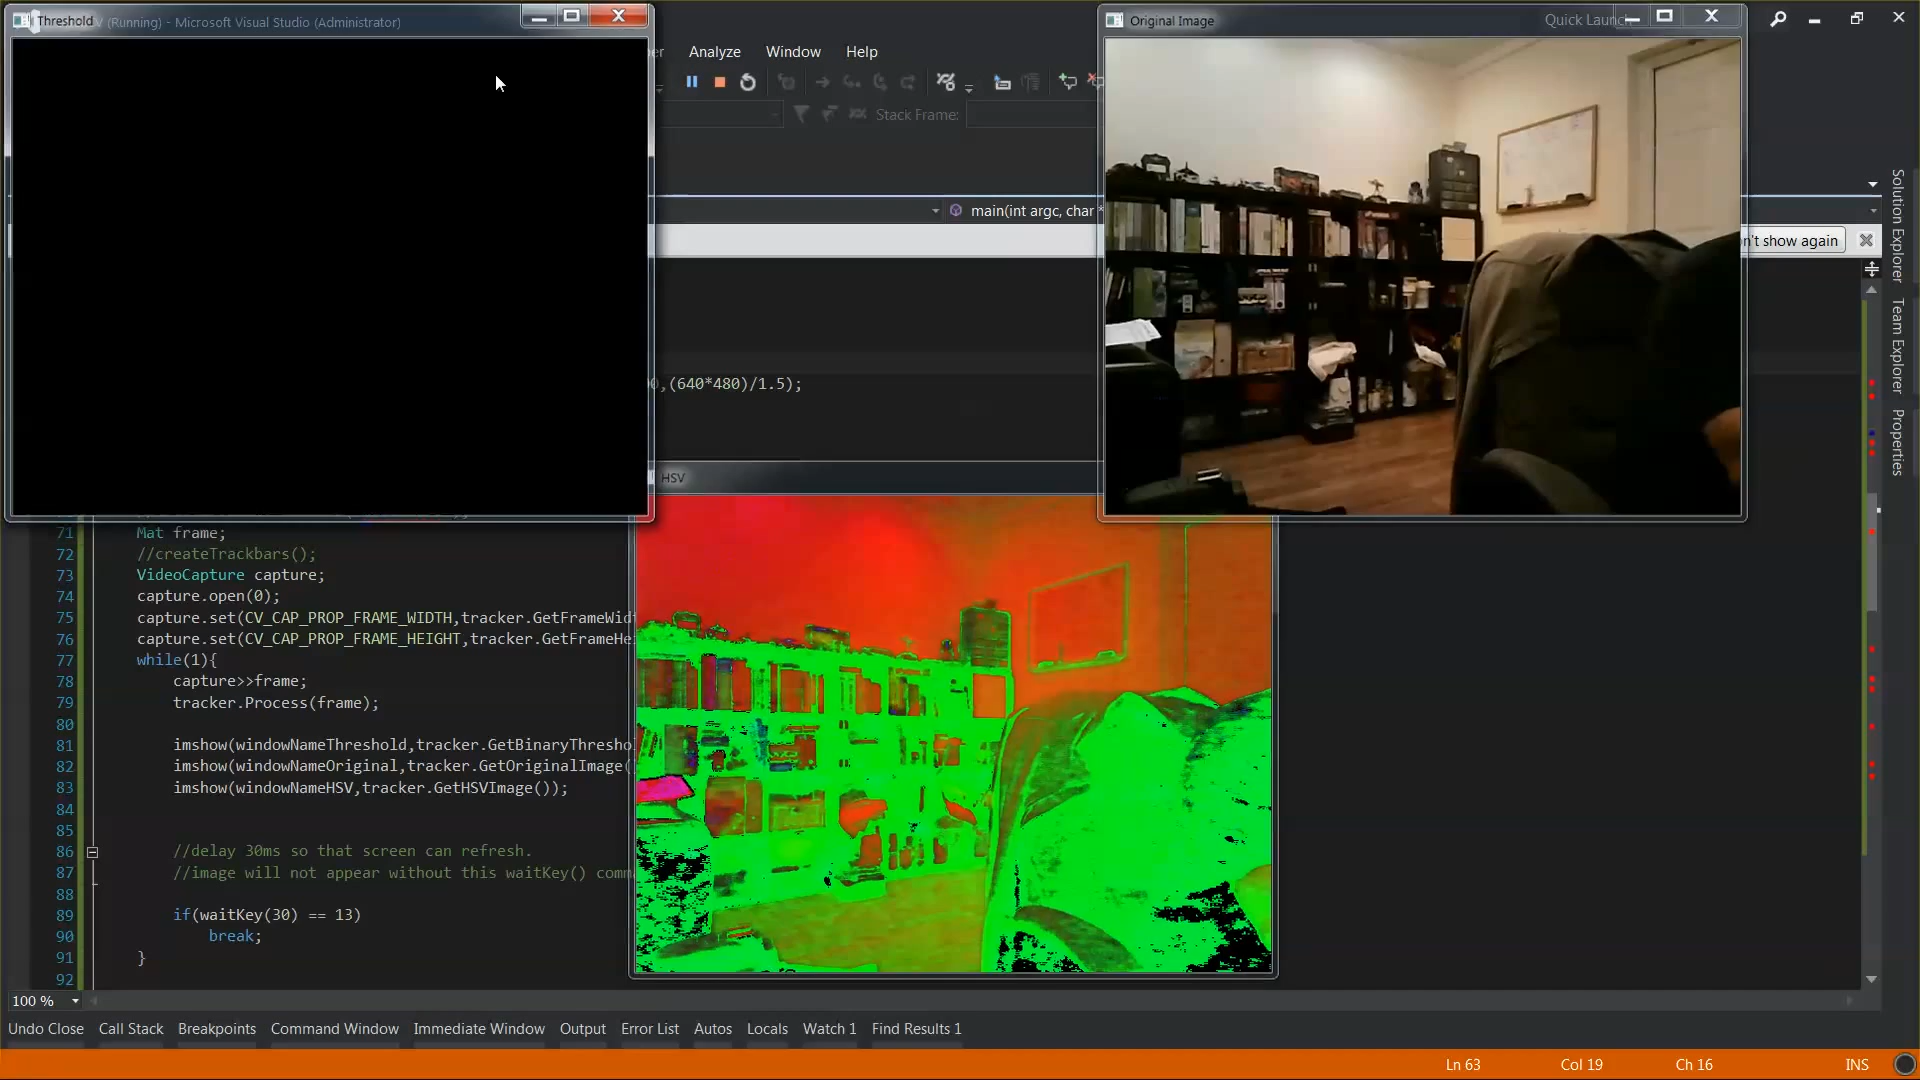 Threshold
V (Running) - Microsoft Visual Studio (Administrator)
Original Image
Quick Launch
Analyze
Window
Help
Stack Frame:
main(int argc, char *
n't show again
Solution Explorer
Team Explorer
Properties
0,(640*480)/1.5);
HSV
71 Mat frame;
72 //createTrackbars();
73 VideoCapture capture;
74 capture.open(0);
75 capture.set(CV_CAP_PROP_FRAME_WIDTH,tracker.GetFrameWid
76 capture.set(CV_CAP_PROP_FRAME_HEIGHT,tracker.GetFrameHe
77 while(1){
78 capture>>frame;
79 tracker.Process(frame);
80
81 imshow(windowNameThreshold,tracker.GetBinaryThresho
82 imshow(windowNameOriginal,tracker.GetOriginalImage(
83 imshow(windowNameHSV,tracker.GetHSVImage());
84
85
86 //delay 30ms so that screen can refresh.
87 //image will not appear without this waitKey() comm
88
89 if(waitKey(30) == 13)
90 break;
91 }
92
100 %
Undo Close
Call Stack
Breakpoints
Command Window
Immediate Window
Output
Error List
Autos
Locals
Watch 1
Find Results 1
Ln 63
Col 19
Ch 16
INS